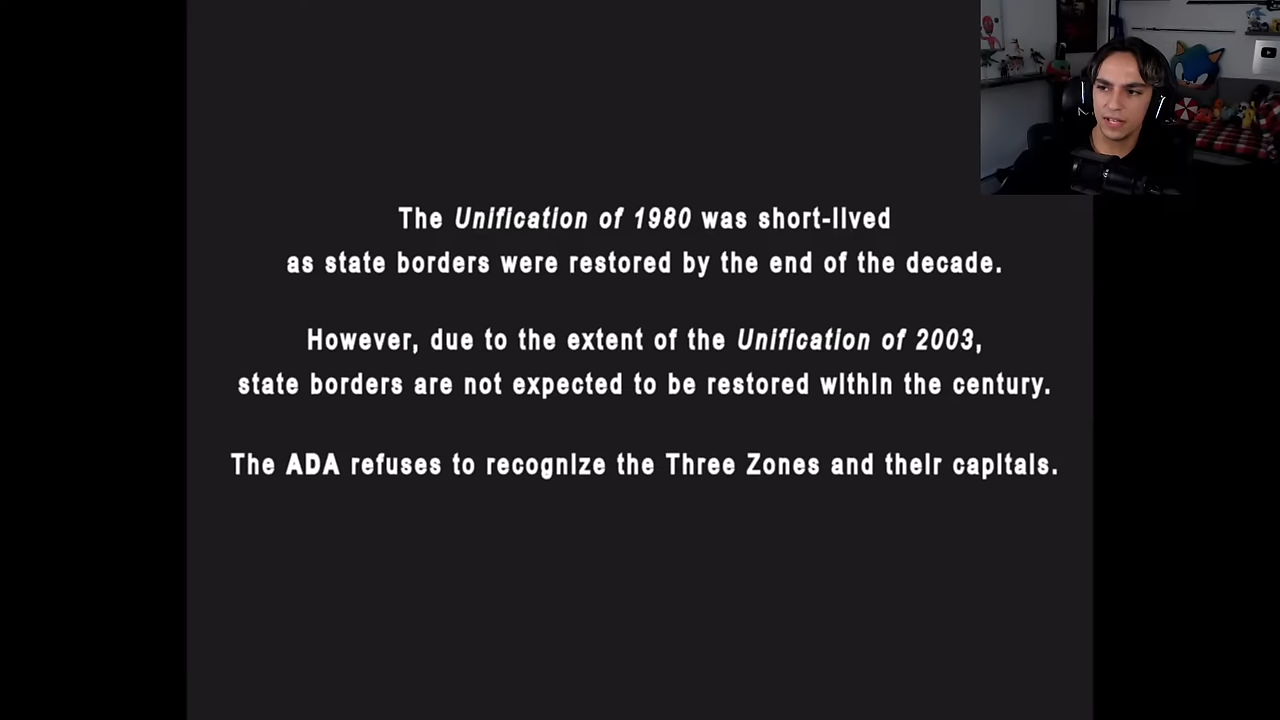 The Unification of 1980 was short-lived
as state borders were restored by the end of the decade.
However, due to the extent of the Unification of 2003,
state borders are not expected to be restored within the century.
The ADA refuses to recognize the Three Zones and their capitals.